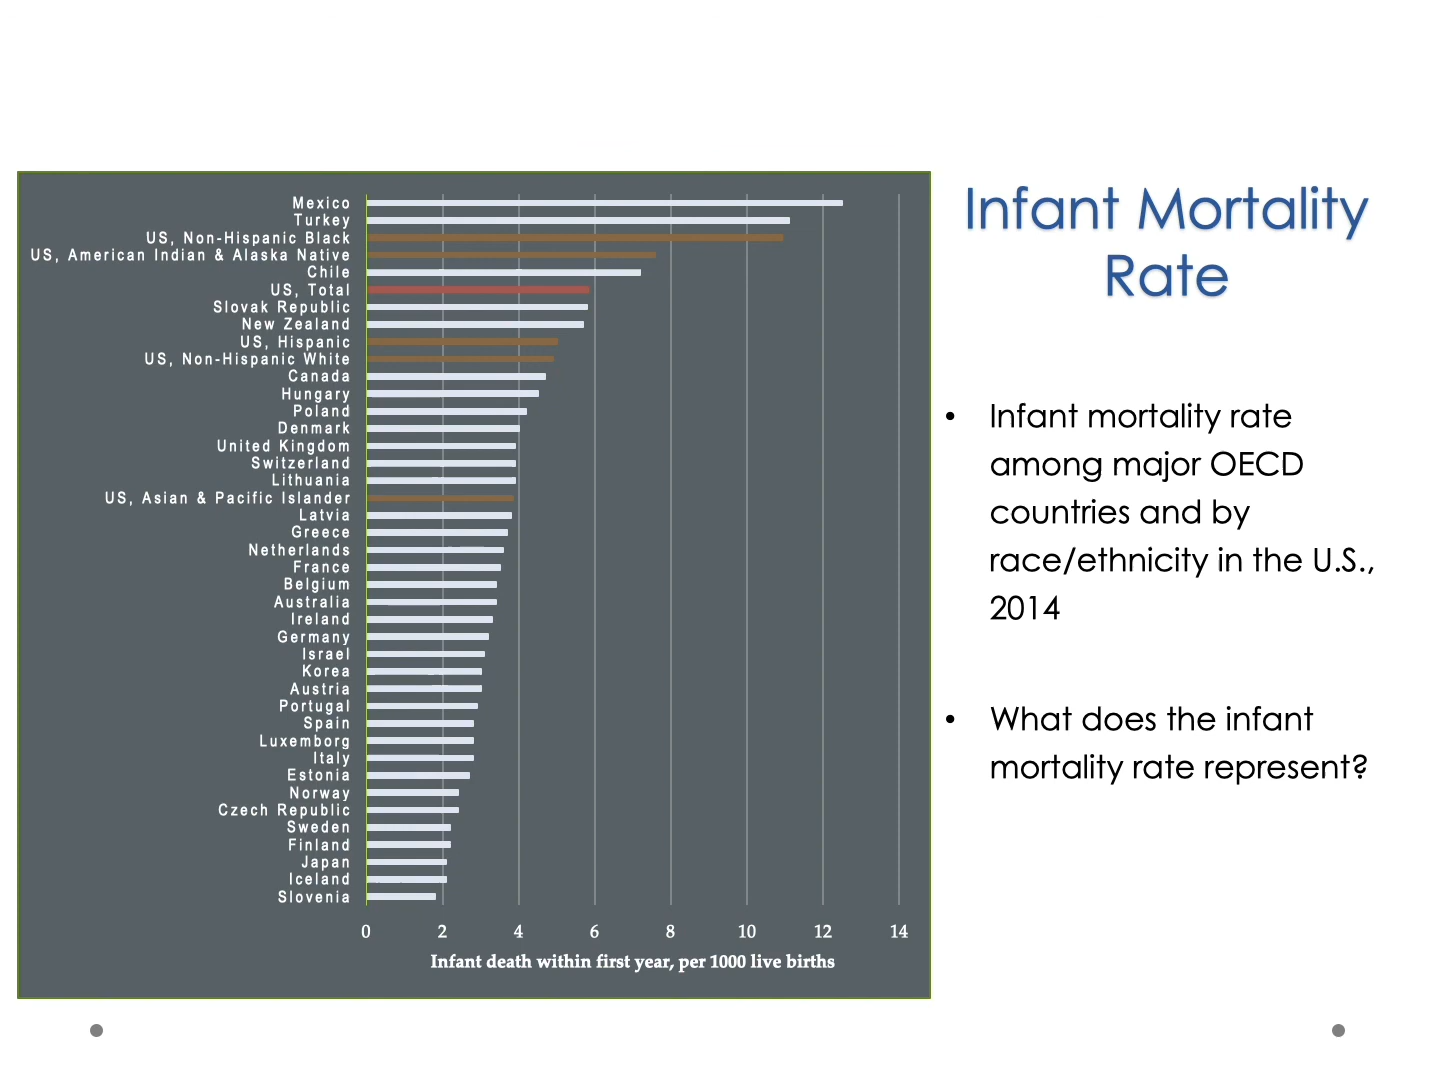 Infant Mortality
Rate
Mexico
Turkey
US, Non-Hispanic Black
US, American Indian & Alaska Native
Chile
US, Total
Slovak Republic
New Zealand
US, Hispanic
US, Non-Hispanic White
Canada
Hungary
Poland
Denmark
United Kingdom
Switzerland
Lithuania
US, Asian & Pacific Islander
Latvia
Greece
Netherlands
France
Belgium
Australia
Ireland
Germany
Israel
Korea
Austria
Portugal
Spain
Luxemborg
Italy
Estonia
Norway
Czech Republic
Sweden
Finland
Japan
Iceland
Slovenia
0 2 4 6 8 10 12 14
Infant death within first year, per 1000 live births
• Infant mortality rate
among major OECD
countries and by
race/ethnicity in the U.S.,
2014
• What does the infant
mortality rate represent?